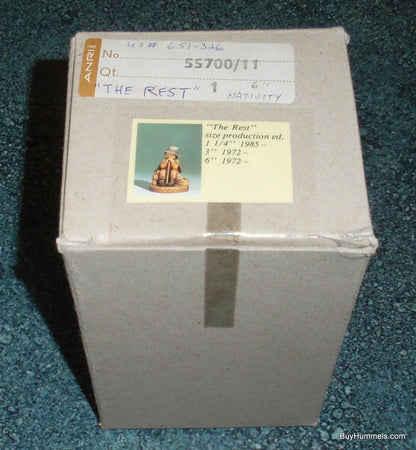 US# 651-326
ANRI
No. 55700/11
Qt. 1 6"
"THE REST" NATIVITY
"The Rest"
size production ed.
1 1/4" 1985 –
3" 1972 –
6" 1972 –
BuyHummels.com